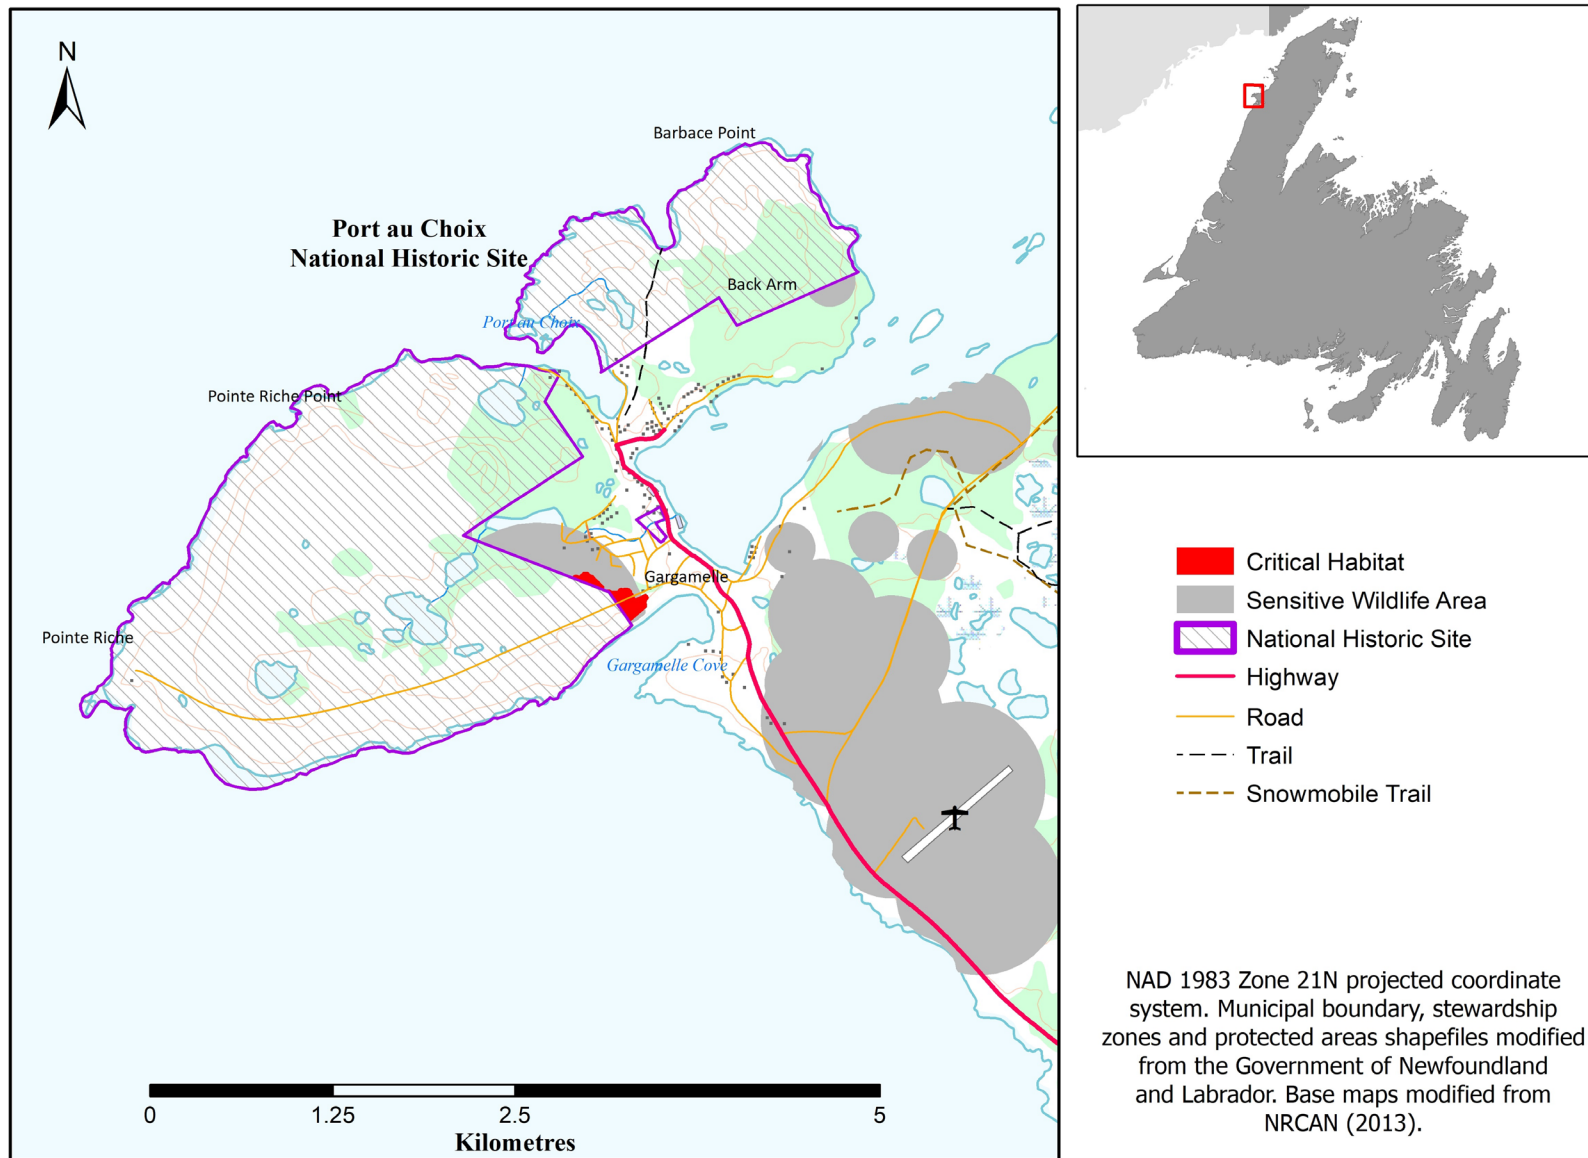 N
Barbace Point
Port au Choix
National Historic Site
Back Arm
Port au Choix
Pointe Riche Point
Gargamelle
Pointe Riche
Gargamelle Cove
0
1.25
2.5
5
Kilometres
Critical Habitat
Sensitive Wildlife Area
National Historic Site
Highway
Road
Trail
Snowmobile Trail
NAD 1983 Zone 21N projected coordinate
system. Municipal boundary, stewardship
zones and protected areas shapefiles modified
from the Government of Newfoundland
and Labrador. Base maps modified from
NRCAN (2013).